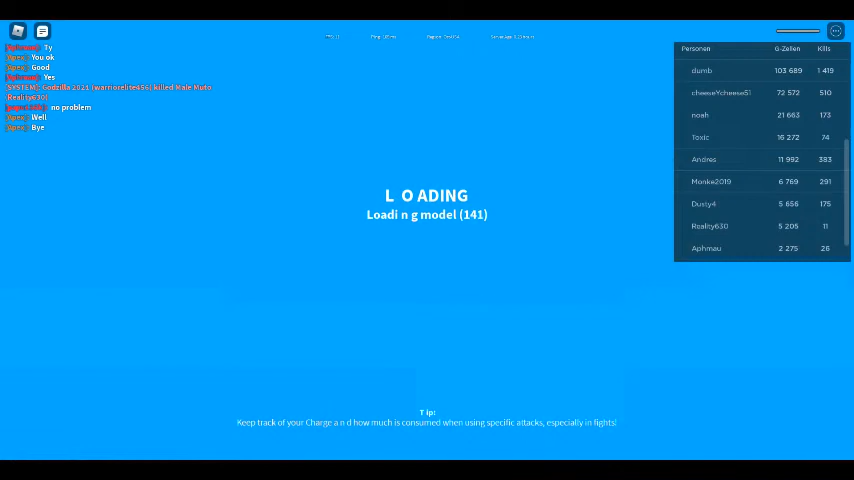 Ty
Apex: You ok
Apex: Good
Yes
[SYSTEM]: Godzilla 2021 (warriorelite456) killed Male Muto
Reality630)
no problem
Apex: Well
Apex: Bye
L O ADING
Loadi n g model (141)
T ip:
Keep track of your Charge a n d how much is consumed when using specific attacks, especially in fights!
Personen G-Zellen Kills
dumb 103 689 1 419
cheeseYcheese51 72 572 510
noah 21 663 173
Toxic 16 272 74
Andres 11 992 383
Monke2019 6 769 291
Dusty4 5 656 175
Reality630 5 205 11
Aphmau 2 275 26